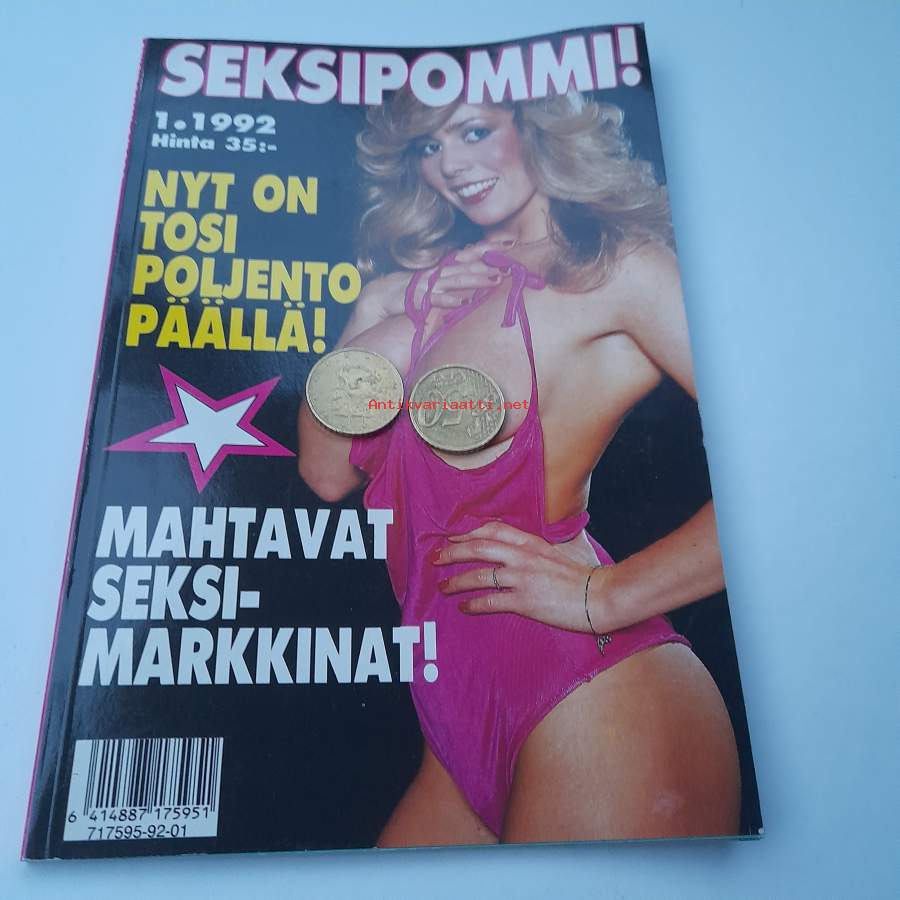 SEKSIPOMMI!
1.1992
Hinta 35:-
NYT ON
TOSI
POLJENTO
PÄÄLLÄ!
Antikvariaatti.net
MAHTAVAT
SEKSI-
MARKKINAT!
6 414887 175951
717595-92-01